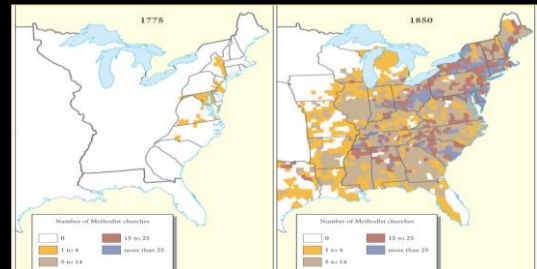 1775
1850
Number of Methodist churches
0
1 to 4
5 to 14
15 to 25
more than 25
Number of Methodist churches
0
1 to 4
5 to 14
15 to 25
more than 25